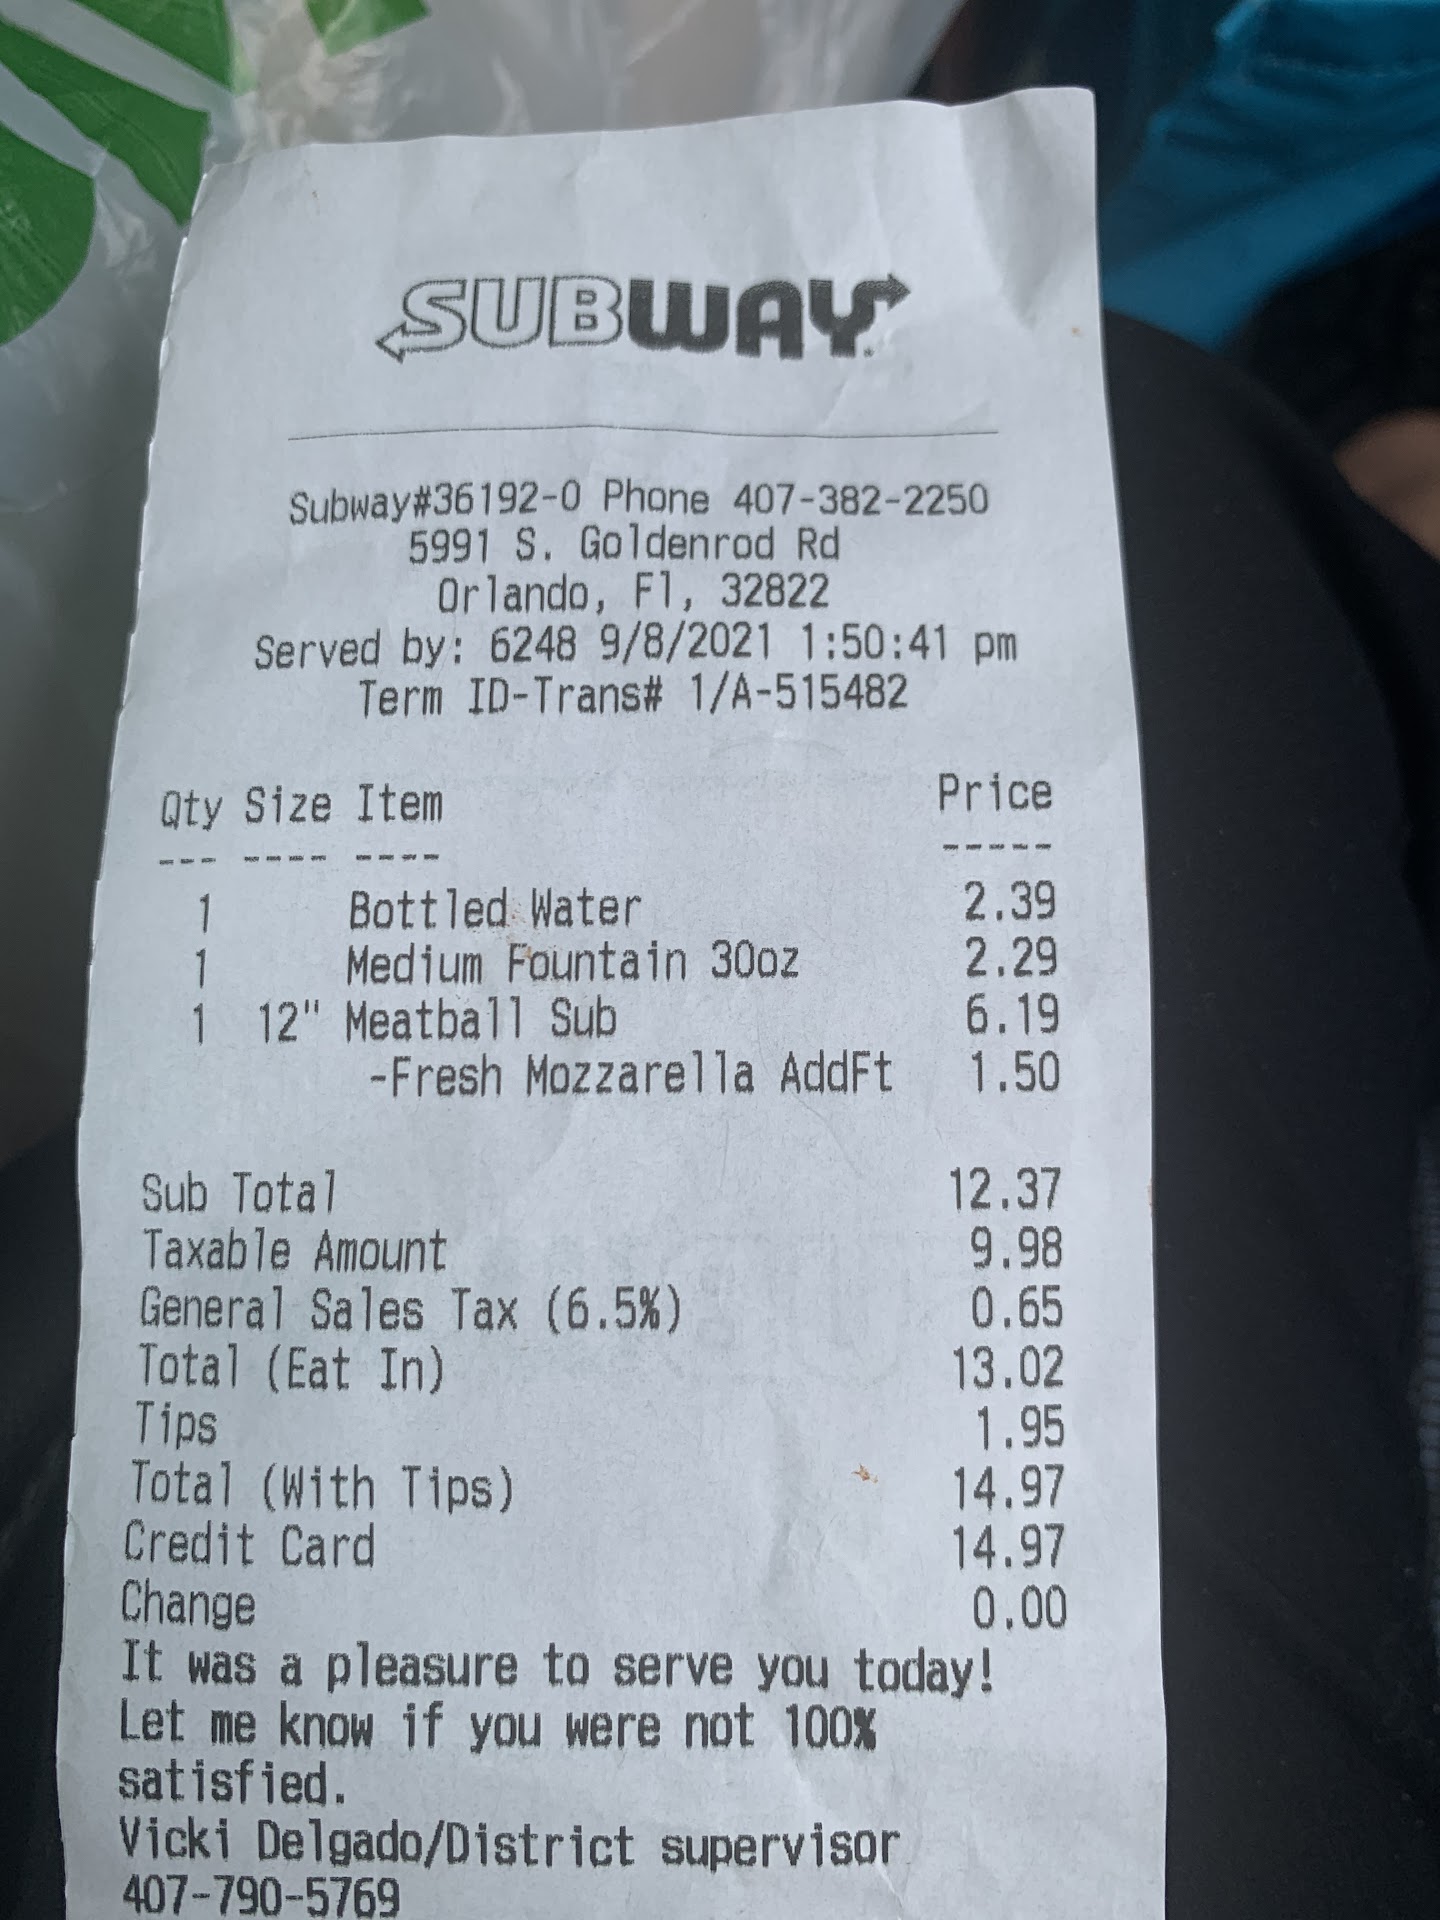 SUBWAY
Subway#36192-0 Phone 407-382-2250
5991 S. Goldenrod Rd
Orlando, Fl, 32822
Served by: 6248 9/8/2021 1:50:41 pm
Term ID-Trans# 1/A-515482
Qty Size Item Price
--- ---- ---- -----
1 Bottled Water 2.39
1 Medium Fountain 30oz 2.29
1 12" Meatball Sub 6.19
-Fresh Mozzarella AddFt 1.50
Sub Total 12.37
Taxable Amount 9.98
General Sales Tax (6.5%) 0.65
Total (Eat In) 13.02
Tips 1.95
Total (With Tips) 14.97
Credit Card 14.97
Change 0.00
It was a pleasure to serve you today!
Let me know if you were not 100%
satisfied.
Vicki Delgado/District supervisor
407-790-5769